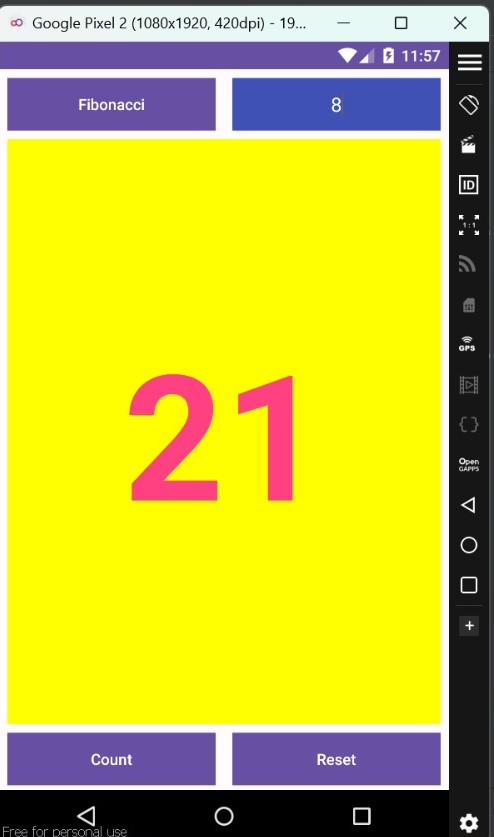 Google Pixel 2 (1080x1920, 420dpi) - 19...
11:57
Fibonacci
8
21
Count
Reset
ID
1:1
GPS
Open
GAPPS
Free for personal use